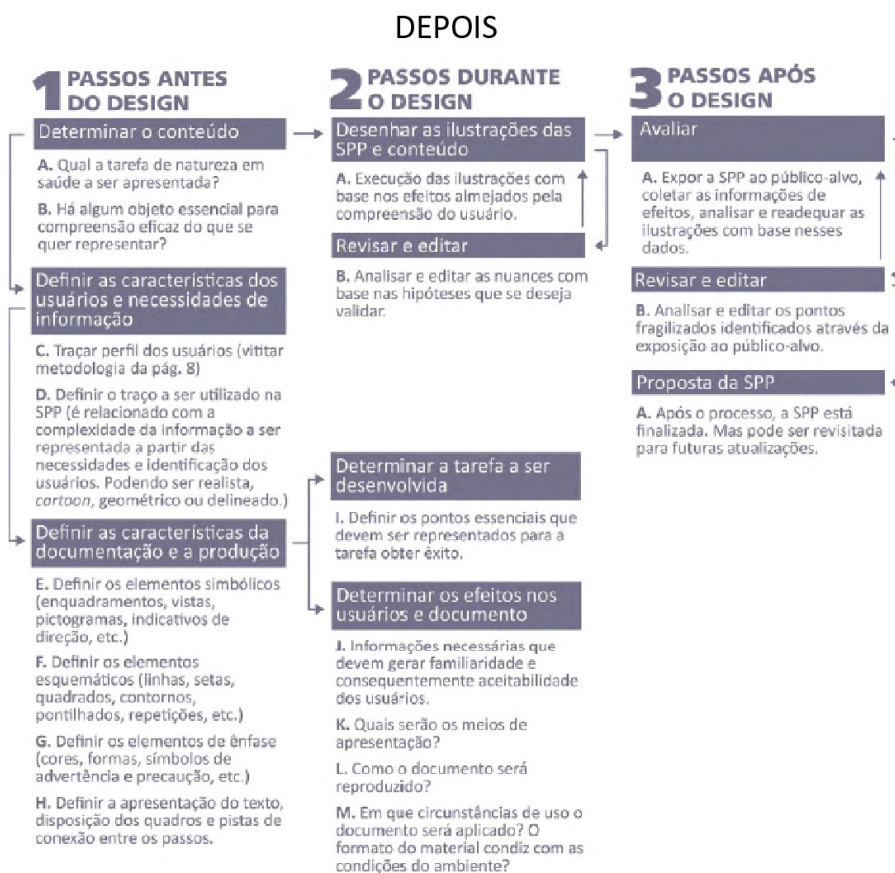 DEPOIS
1 PASSOS ANTES
DO DESIGN
Determinar o conteúdo
A. Qual a tarefa de natureza em
saúde a ser apresentada?
B. Há algum objeto essencial para
compreensão eficaz do que se
quer representar?
Definir as características dos
usuários e necessidades de
informação
C. Traçar perfil dos usuários (vititar
metodologia da pág. 8)
D. Definir o traço a ser utilizado na
SPP (é relacionado com a
complexidade da informação a ser
representada a partir das
necessidades e identificação dos
usuários. Podendo ser realista,
cartoon, geométrico ou delineado.)
Definir as características da
documentação e a produção
E. Definir os elementos simbólicos
(enquadramentos, vistas,
pictogramas, indicativos de
direção, etc.)
F. Definir os elementos
esquemáticos (linhas, setas,
quadrados, contornos,
pontilhados, repetições, etc.)
G. Definir os elementos de ênfase
(cores, formas, símbolos de
advertência e precaução, etc.)
H. Definir a apresentação do texto,
disposição dos quadros e pistas de
conexão entre os passos.
2 PASSOS DURANTE
O DESIGN
Desenhar as ilustrações das
SPP e conteúdo
A. Execução das ilustrações com
base nos efeitos almejados pela
compreensão do usuário.
Revisar e editar
B. Analisar e editar as nuances com
base nas hipóteses que se deseja
validar.
Determinar a tarefa a ser
desenvolvida
I. Definir os pontos essenciais que
devem ser representados para a
tarefa obter êxito.
Determinar os efeitos nos
usuários e documento
J. Informações necessárias que
devem gerar familiaridade e
consequentemente aceitabilidade
dos usuários.
K. Quais serão os meios de
apresentação?
L. Como o documento será
reproduzido?
M. Em que circunstâncias de uso o
documento será aplicado? O
formato do material condiz com as
condições do ambiente?
3 PASSOS APÓS
O DESIGN
Avaliar
A. Expor a SPP ao público-alvo,
coletar as informações de
efeitos, analisar e readequar as
ilustrações com base nesses
dados.
Revisar e editar
B. Analisar e editar os pontos
fragilizados identificados através da
exposição ao público-alvo.
Proposta da SPP
A. Após o processo, a SPP está
finalizada. Mas pode ser revisitada
para futuras atualizações.